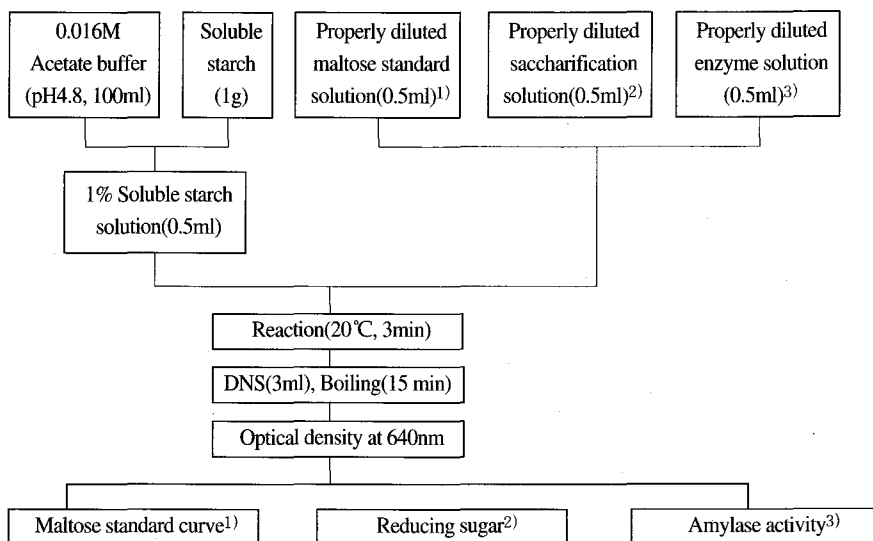 0.016M
Acetate buffer
(pH4.8, 100ml)
Soluble
starch
(1g)
Properly diluted
maltose standard
solution(0.5ml)1)
Properly diluted
saccharification
solution(0.5ml)2)
Properly diluted
enzyme solution
(0.5ml)3)
1% Soluble starch
solution(0.5ml)
Reaction(20℃, 3min)
DNS(3ml), Boiling(15 min)
Optical density at 640nm
Maltose standard curve1)
Reducing sugar2)
Amylase activity3)